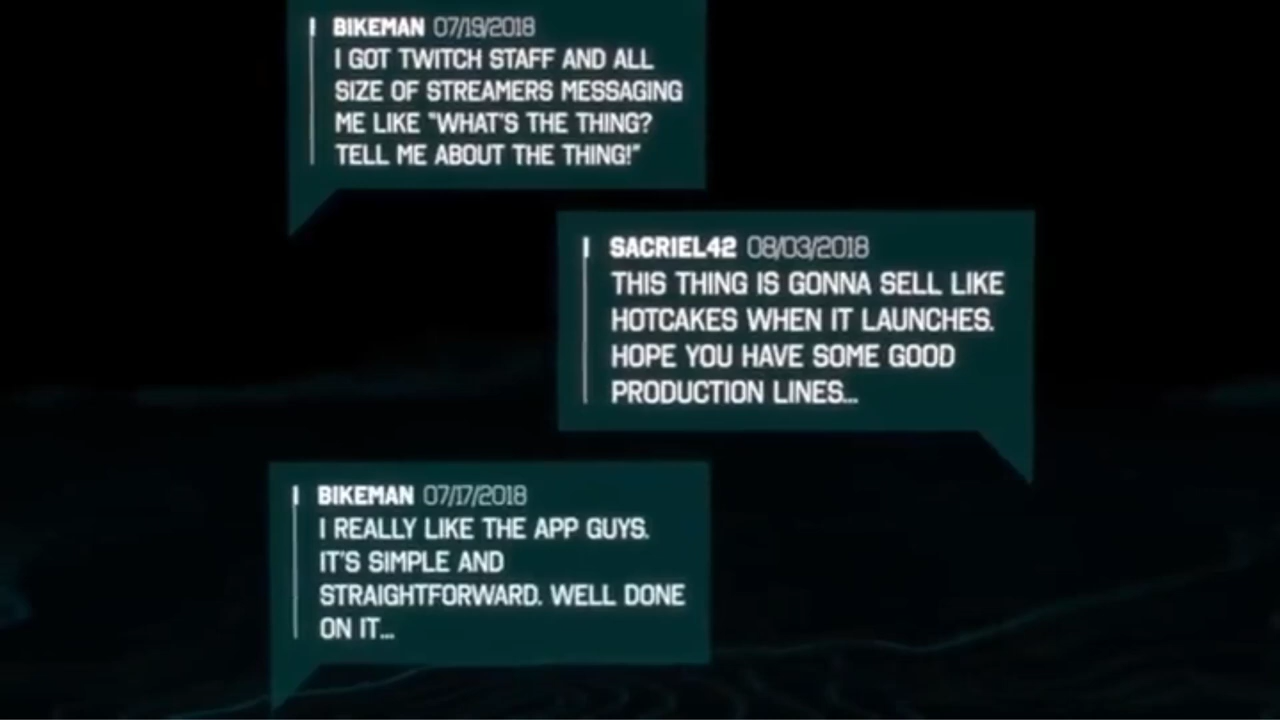 BIKEMAN 07/19/2018
I GOT TWITCH STAFF AND ALL
SIZE OF STREAMERS MESSAGING
ME LIKE "WHAT'S THE THING?
TELL ME ABOUT THE THING!"
SACRIEL42 08/03/2018
THIS THING IS GONNA SELL LIKE
HOTCAKES WHEN IT LAUNCHES.
HOPE YOU HAVE SOME GOOD
PRODUCTION LINES...
BIKEMAN 07/17/2018
I REALLY LIKE THE APP GUYS.
IT'S SIMPLE AND
STRAIGHTFORWARD. WELL DONE
ON IT...